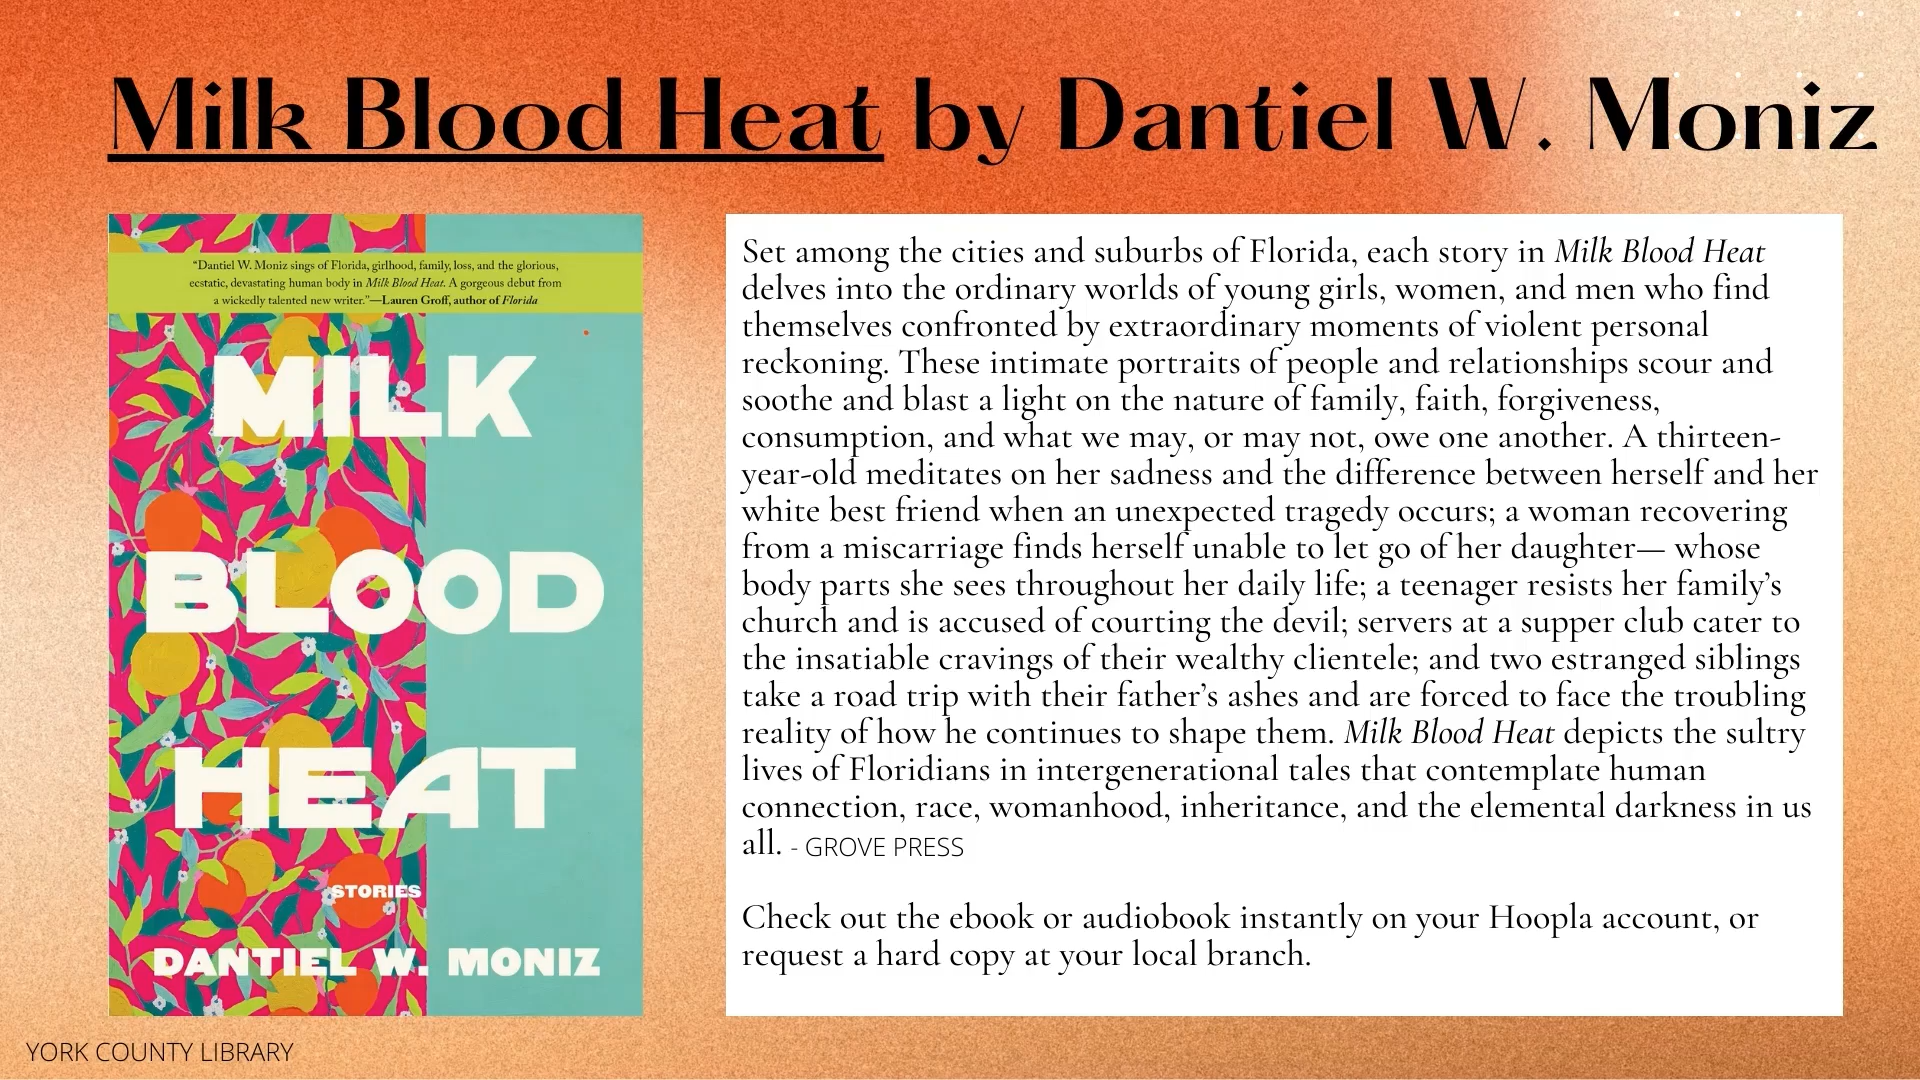 Milk Blood Heat by Dantiel W. Moniz
“Dantiel W. Moniz sings of Florida, girlhood, family, loss, and the glorious,
ecstatic, devastating human body in Milk Blood Heat. A gorgeous debut from
a wickedly talented new writer.”—Lauren Groff, author of Florida
MILK
BLOOD
HEAT
STORIES
DANTIEL W. MONIZ
Set among the cities and suburbs of Florida, each story in Milk Blood Heat
delves into the ordinary worlds of young girls, women, and men who find
themselves confronted by extraordinary moments of violent personal
reckoning. These intimate portraits of people and relationships scour and
soothe and blast a light on the nature of family, faith, forgiveness,
consumption, and what we may, or may not, owe one another. A thirteen-
year-old meditates on her sadness and the difference between herself and her
white best friend when an unexpected tragedy occurs; a woman recovering
from a miscarriage finds herself unable to let go of her daughter— whose
body parts she sees throughout her daily life; a teenager resists her family’s
church and is accused of courting the devil; servers at a supper club cater to
the insatiable cravings of their wealthy clientele; and two estranged siblings
take a road trip with their father’s ashes and are forced to face the troubling
reality of how he continues to shape them. Milk Blood Heat depicts the sultry
lives of Floridians in intergenerational tales that contemplate human
connection, race, womanhood, inheritance, and the elemental darkness in us
all. - GROVE PRESS
Check out the ebook or audiobook instantly on your Hoopla account, or
request a hard copy at your local branch.
YORK COUNTY LIBRARY